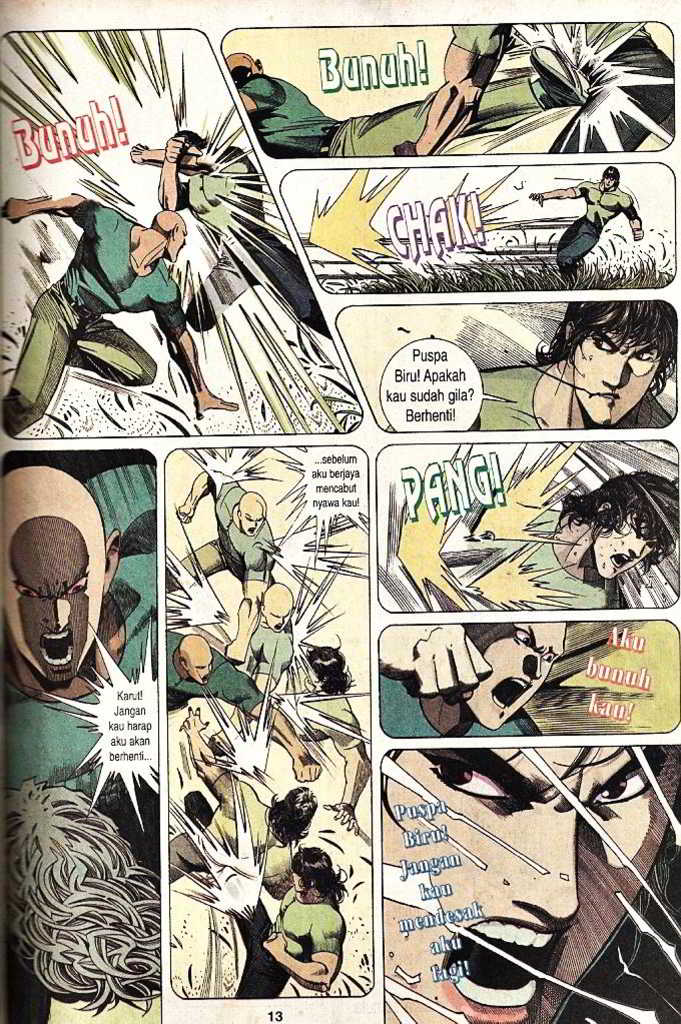 Bunuh!
Bunuh!
CHAK!
Puspa
Biru! Apakah
kau sudah gila?
Berhenti!
Karut!
Jangan
kau harap
aku akan
berhenti...
...sebelum
aku berjaya
mencabut
nyawa kau!
PANG!
Aku
bunuh
kau!
Puspa
Biru!
Jangan
kau
mendesak
aku
lagi!
13